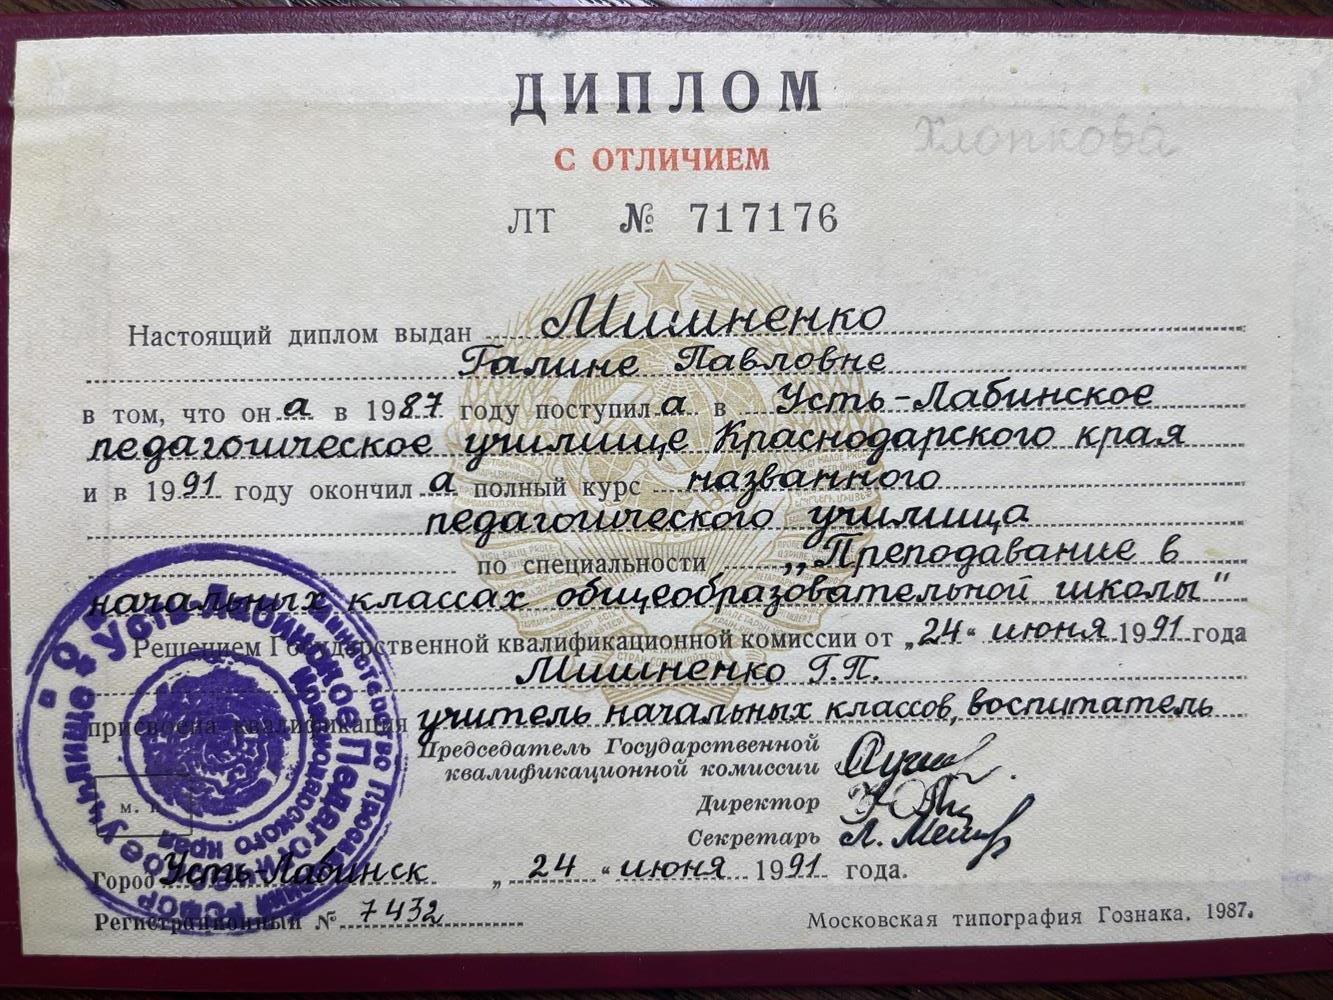 ДИПЛОМ
Хлопкова
С ОТЛИЧИЕМ
ЛТ № 717176
Настоящий диплом выдан Мишненко
Галине Павловне
в том, что он а в 1987 году поступил а в Усть-Лабинское
педагогическое училище Краснодарского края
и в 1991 году окончил а полный курс названного
педагогического училища
по специальности „Преподавание в
начальных классах общеобразовательной школы"
Решением Государственной квалификационной комиссии от „24" июня 1991 года
Мишненко Г.П.
присвоена квалификация учитель начальных классов, воспитатель
Председатель Государственной
квалификационной комиссии
Директор
Секретарь
м. п.
Город Усть-Лабинск „24" июня 1991 года.
Регистрационный № 7432
Московская типография Гознака. 1987.